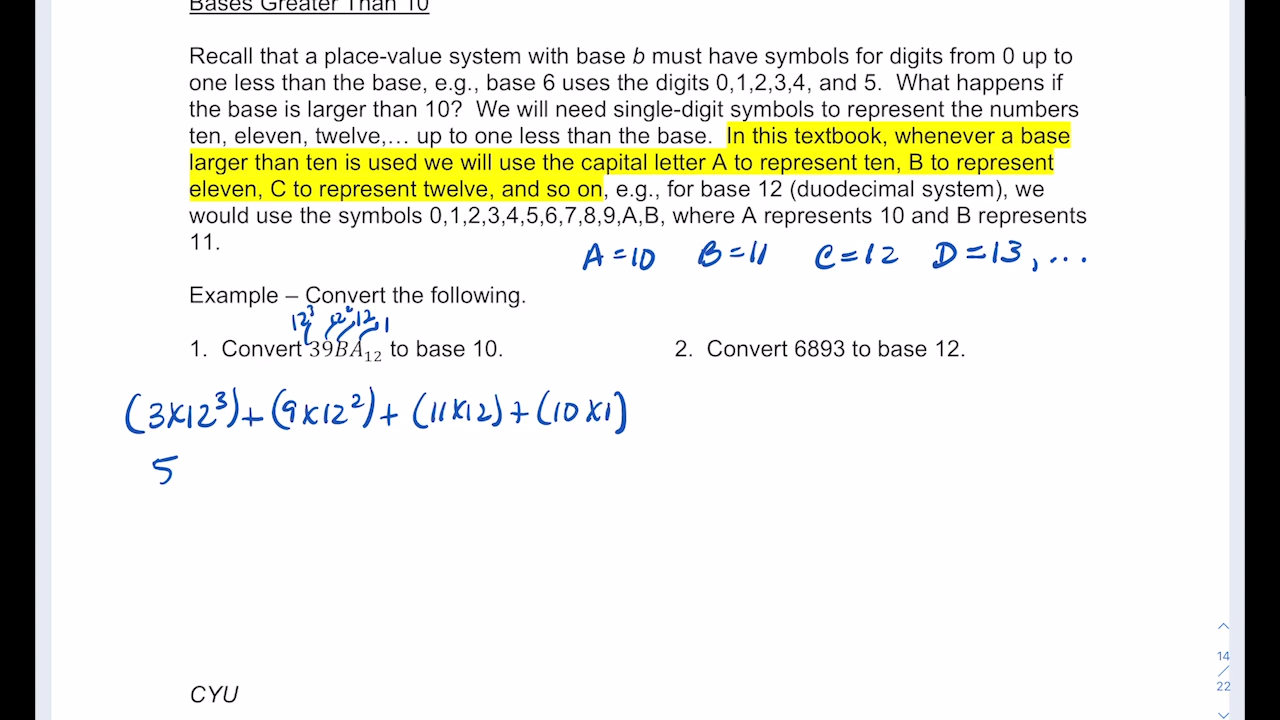 Bases Greater Than 10
Recall that a place-value system with base b must have symbols for digits from 0 up to
one less than the base, e.g., base 6 uses the digits 0,1,2,3,4, and 5.  What happens if
the base is larger than 10?  We will need single-digit symbols to represent the numbers
ten, eleven, twelve,… up to one less than the base.  In this textbook, whenever a base
larger than ten is used we will use the capital letter A to represent ten, B to represent
eleven, C to represent twelve, and so on, e.g., for base 12 (duodecimal system), we
would use the symbols 0,1,2,3,4,5,6,7,8,9,A,B, where A represents 10 and B represents
11.
A=10 B=11 C=12 D=13, ...
Example – Convert the following.
12³ 12² 12 1
1.  Convert 39BA₁₂ to base 10.
2.  Convert 6893 to base 12.
(3×12³)+(9×12²)+(11×12)+(10×1)
5
CYU
14
/
22